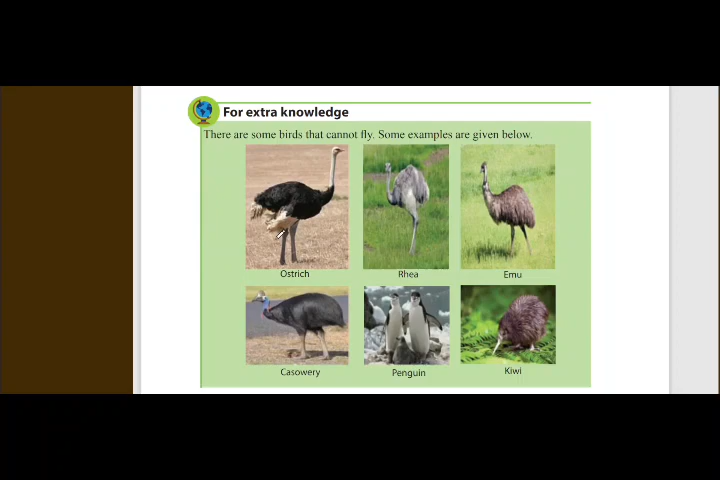 For extra knowledge
There are some birds that cannot fly. Some examples are given below.
Ostrich
Rhea
Emu
Casowery
Penguin
Kiwi